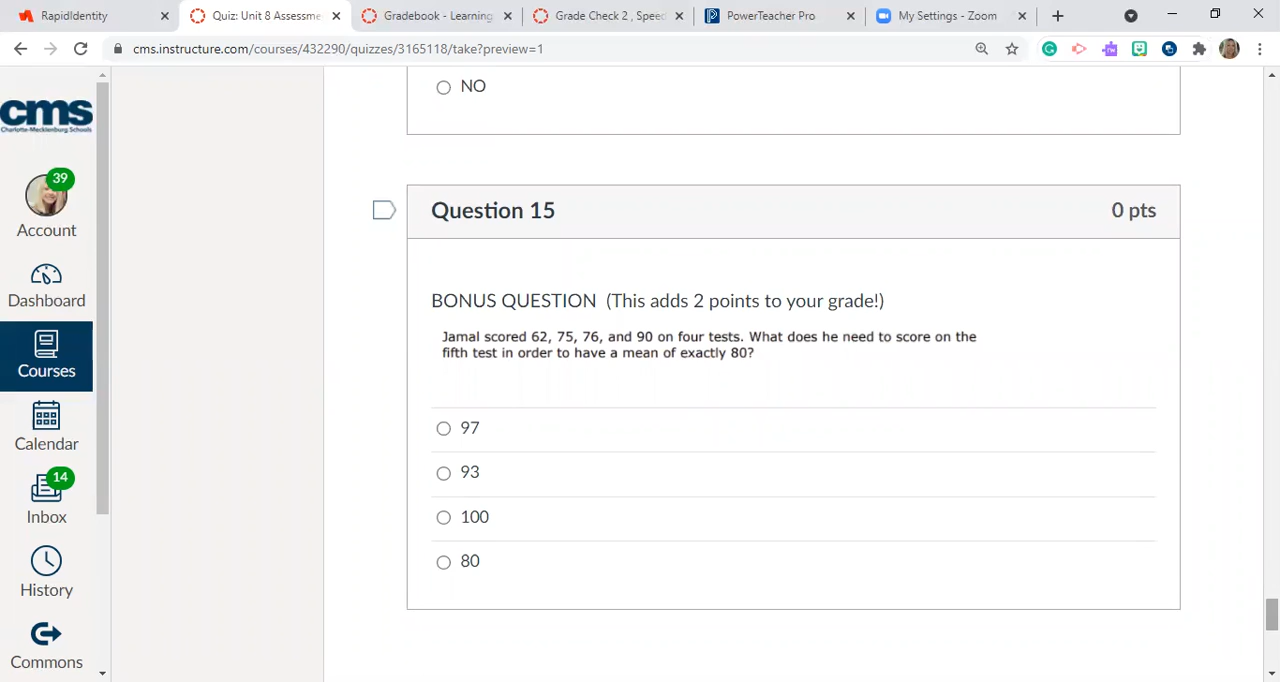 RapidIdentity
Quiz: Unit 8 Assessme
Gradebook - Learning
Grade Check 2 , Speed
PowerTeacher Pro
My Settings - Zoom
cms.instructure.com/courses/432290/quizzes/3165118/take?preview=1
cms
Charlotte-Mecklenburg Schools
39
Account
Dashboard
Courses
Calendar
14
Inbox
History
Commons
NO
Question 15
0 pts
BONUS QUESTION (This adds 2 points to your grade!)
Jamal scored 62, 75, 76, and 90 on four tests. What does he need to score on the
fifth test in order to have a mean of exactly 80?
97
93
100
80